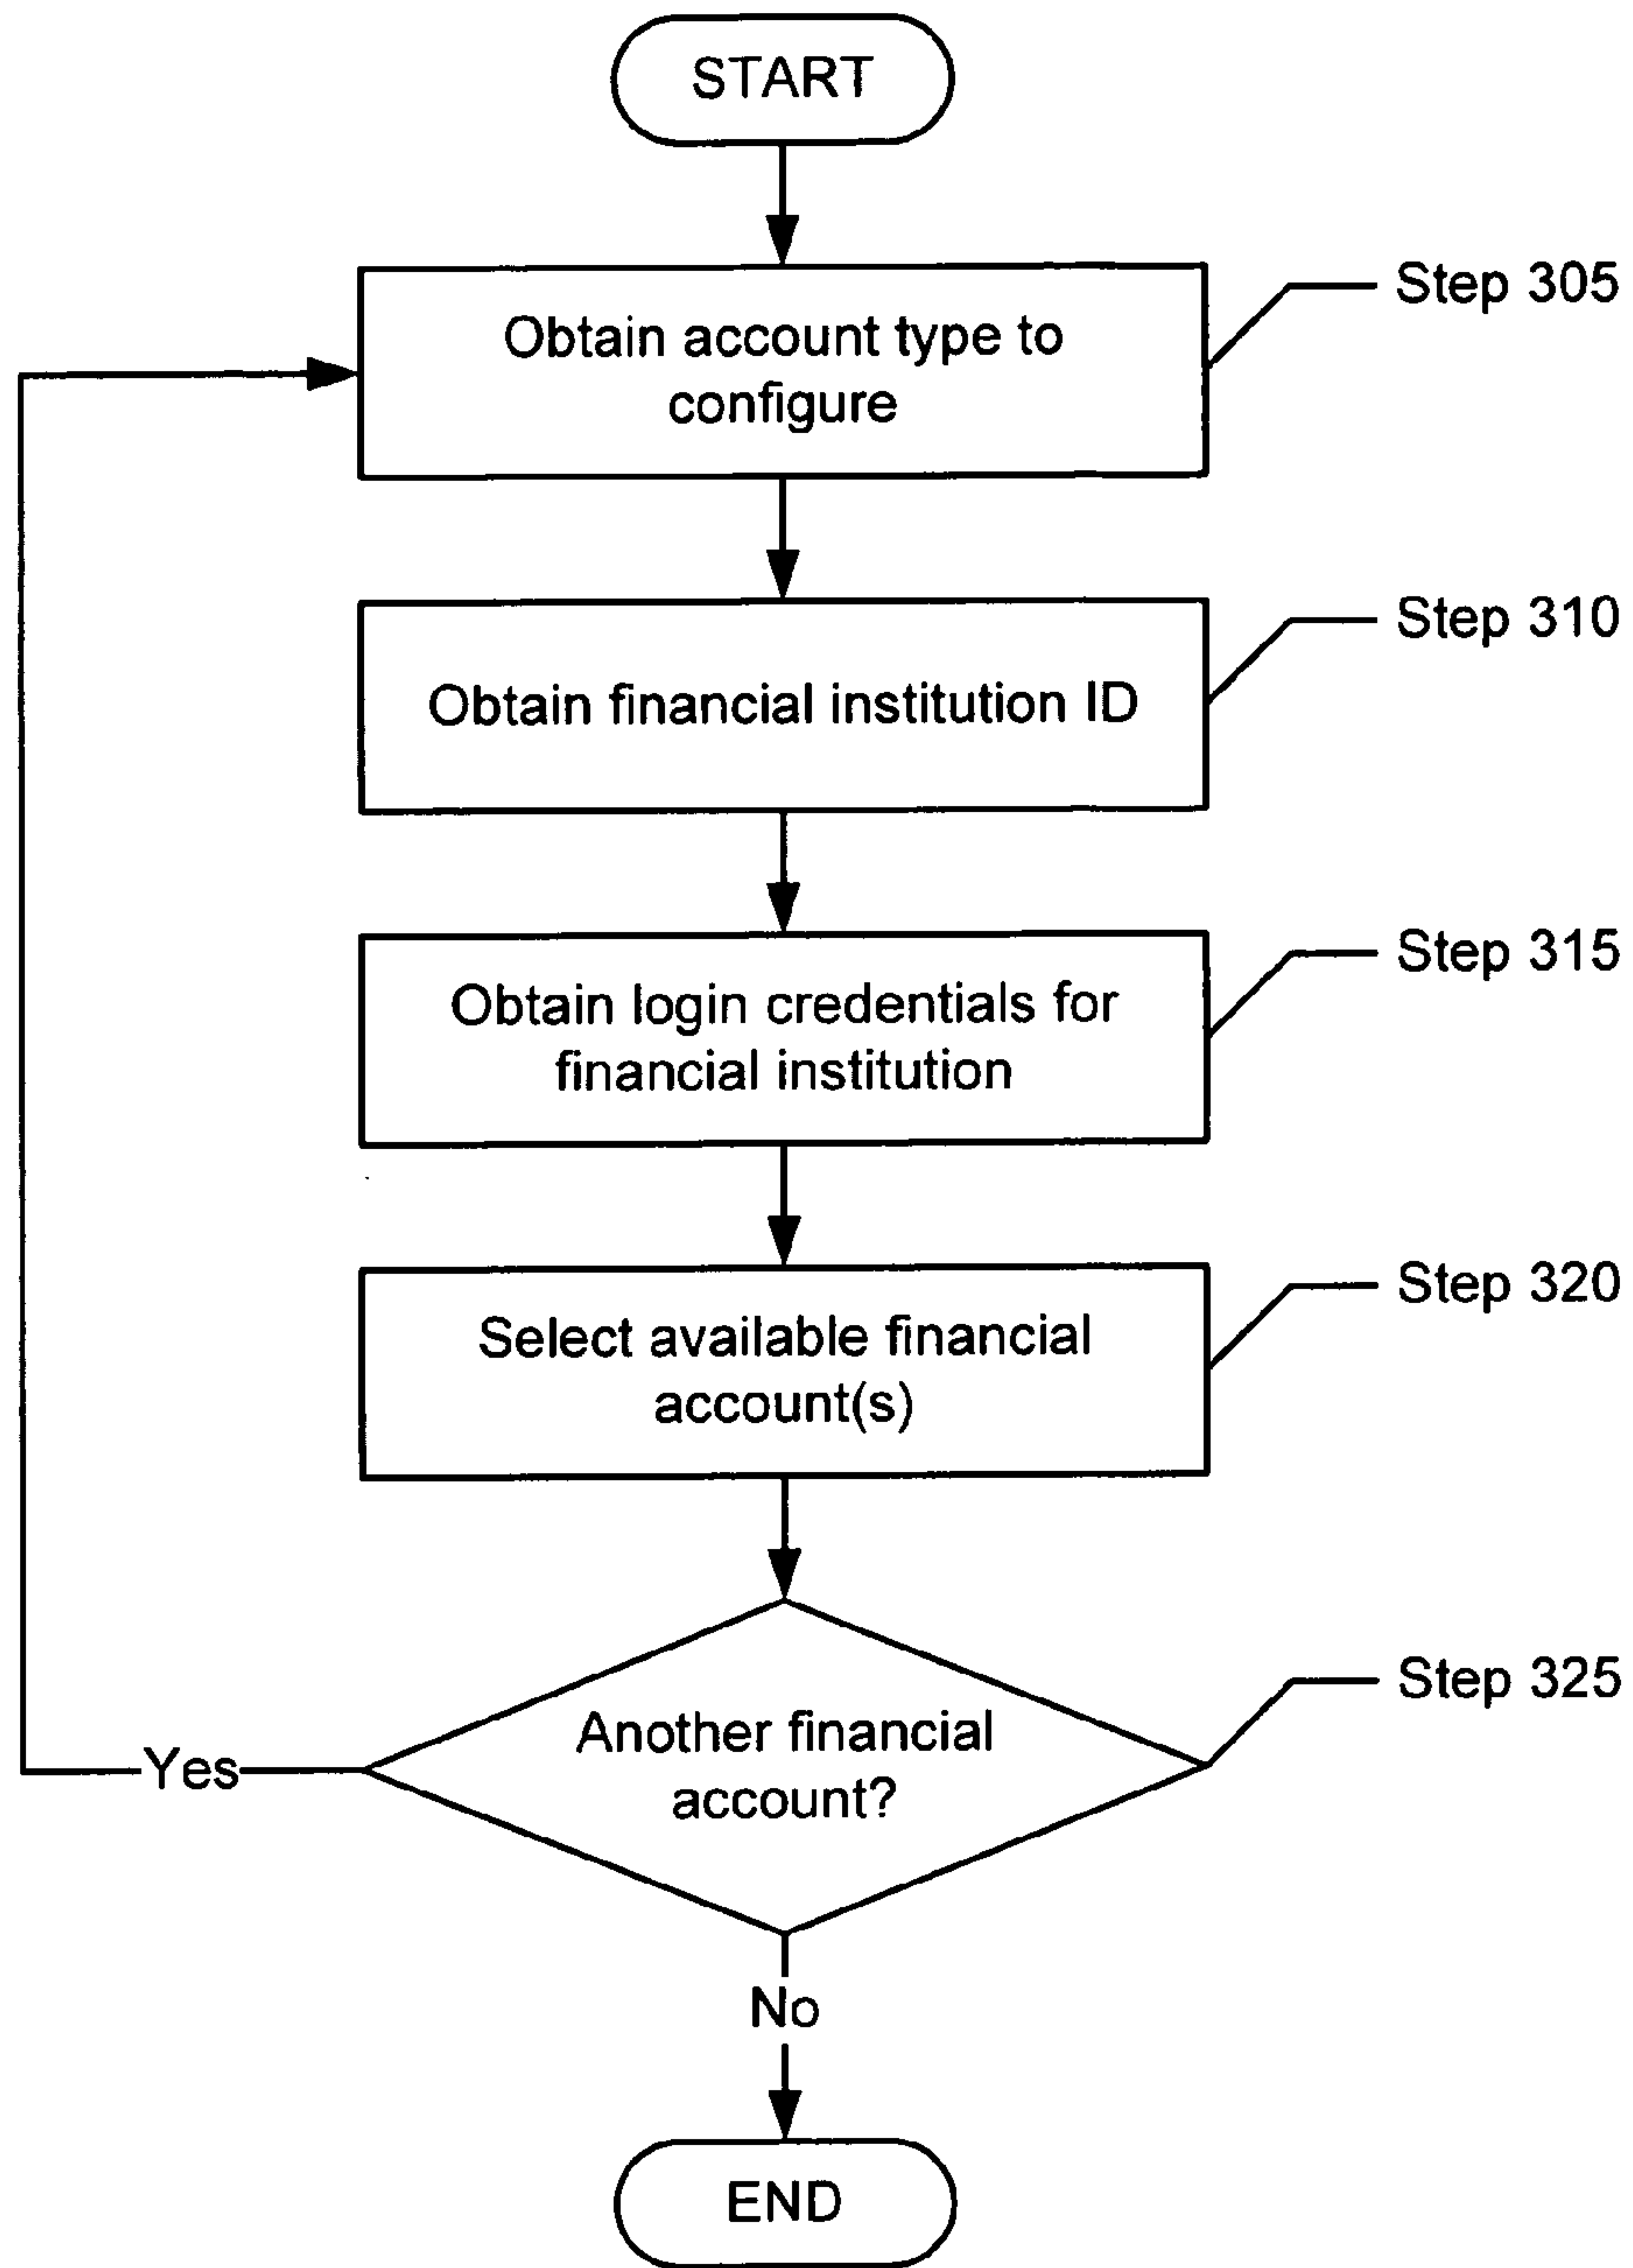 START
Step 305
Obtain account type to
configure
Step 310
Obtain financial institution ID
Step 315
Obtain login credentials for
financial institution
Step 320
Select available financial
account(s)
Step 325
Another financial
account?
Yes
No
END